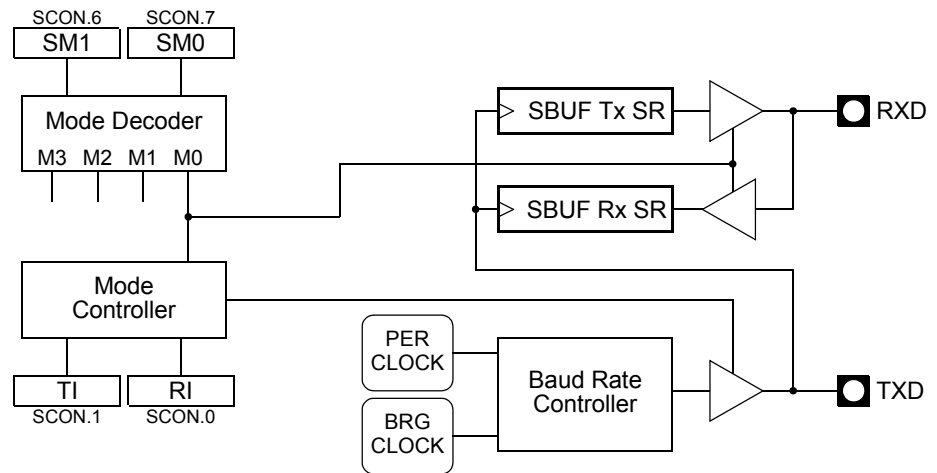 SCON.6 SCON.7
SM1 SM0
Mode Decoder
M3 M2 M1 M0
SBUF Tx SR
RXD
SBUF Rx SR
Mode
Controller
TI RI
SCON.1 SCON.0
PER
CLOCK
BRG
CLOCK
Baud Rate
Controller
TXD